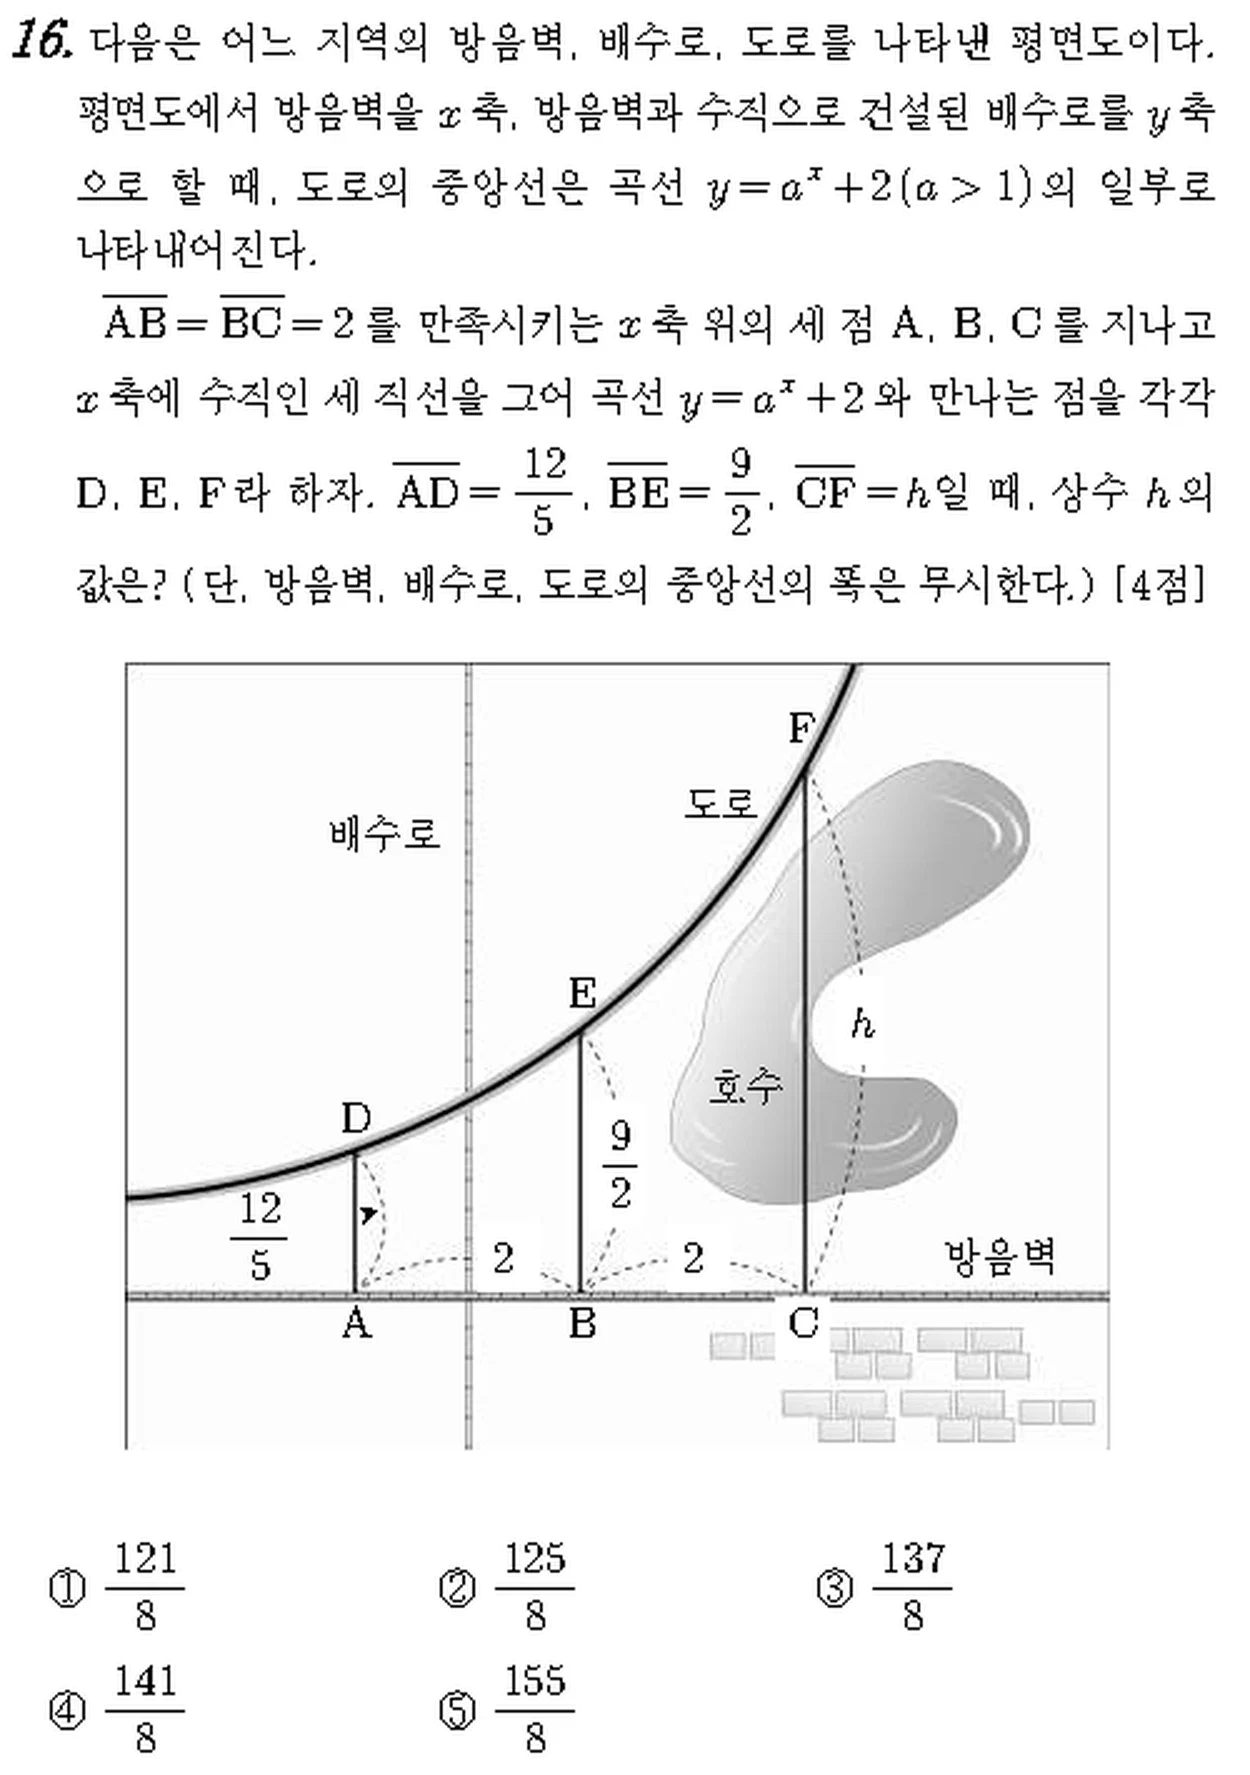 16. 다음은 어느 지역의 방음벽, 배수로, 도로를 나타낸 평면도이다.
평면도에서 방음벽을 x축, 방음벽과 수직으로 건설된 배수로를 y축
으로 할 때, 도로의 중앙선은 곡선 y=aˣ+2(a > 1)의 일부로
나타내어진다.
A̅B̅=B̅C̅=2를 만족시키는 x축 위의 세 점 A, B, C를 지나고
x축에 수직인 세 직선을 그어 곡선 y=aˣ+2와 만나는 점을 각각
D, E, F라 하자. A̅D̅=12/5, B̅E̅=9/2, C̅F̅=h일 때, 상수 h의
값은? (단, 방음벽, 배수로, 도로의 중앙선의 폭은 무시한다.) [4점]
F
도로
배수로
E
h
호수
D
9/2
12/5
2
2
방음벽
A
B
C
① 121/8
② 125/8
③ 137/8
④ 141/8
⑤ 155/8